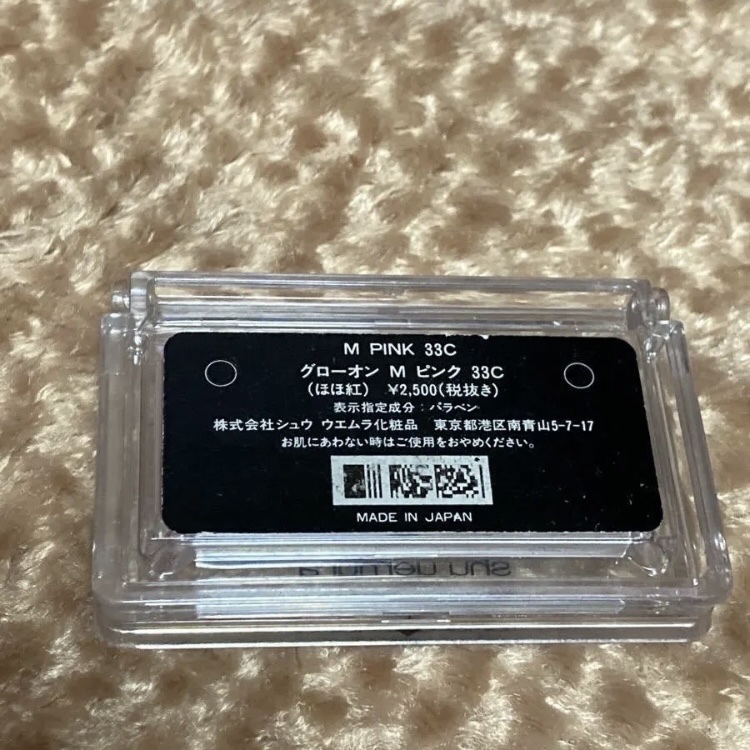 M PINK 33C
グローオン M ピンク 33C
(ほほ紅) ¥2,500(税抜き)
表示指定成分:パラベン
株式会社シュウ ウエムラ化粧品 東京都港区南青山5-7-17
お肌にあわない時はご使用をおやめください。
MADE IN JAPAN
shu uemura